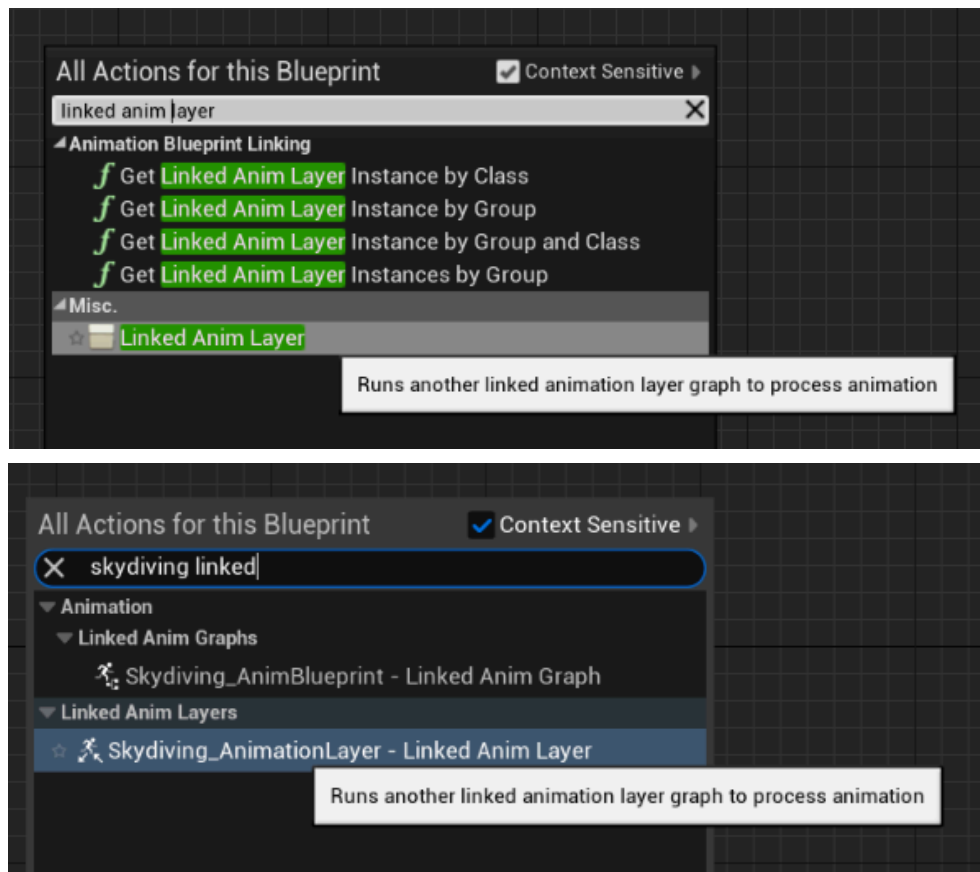 All Actions for this Blueprint
Context Sensitive
linked anim layer
Animation Blueprint Linking
Get Linked Anim Layer Instance by Class
Get Linked Anim Layer Instance by Group
Get Linked Anim Layer Instance by Group and Class
Get Linked Anim Layer Instances by Group
Misc.
Linked Anim Layer
Runs another linked animation layer graph to process animation
All Actions for this Blueprint
Context Sensitive
skydiving linked
Animation
Linked Anim Graphs
Skydiving_AnimBlueprint - Linked Anim Graph
Linked Anim Layers
Skydiving_AnimationLayer - Linked Anim Layer
Runs another linked animation layer graph to process animation